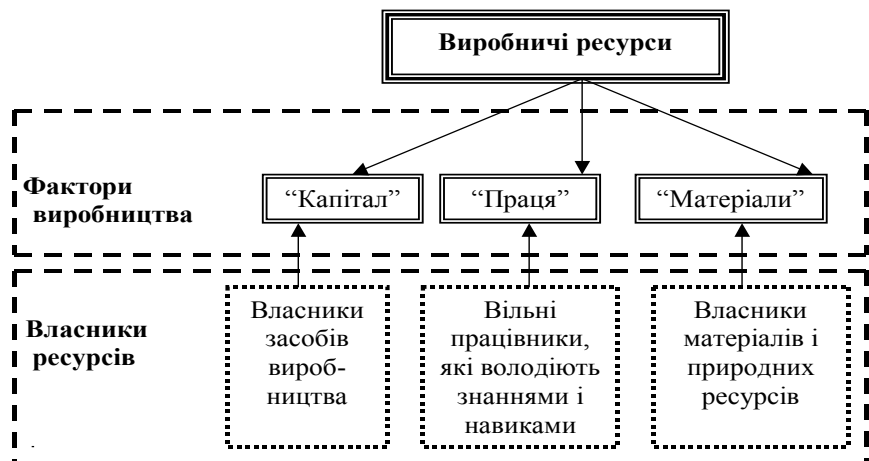 Виробничі ресурси
Фактори
виробництва
“Капітал”
“Праця”
“Матеріали”
Власники
ресурсів
Власники
засобів
вироб-
ництва
Вільні
працівники,
які володіють
знаннями і
навиками
Власники
матеріалів і
природних
ресурсів